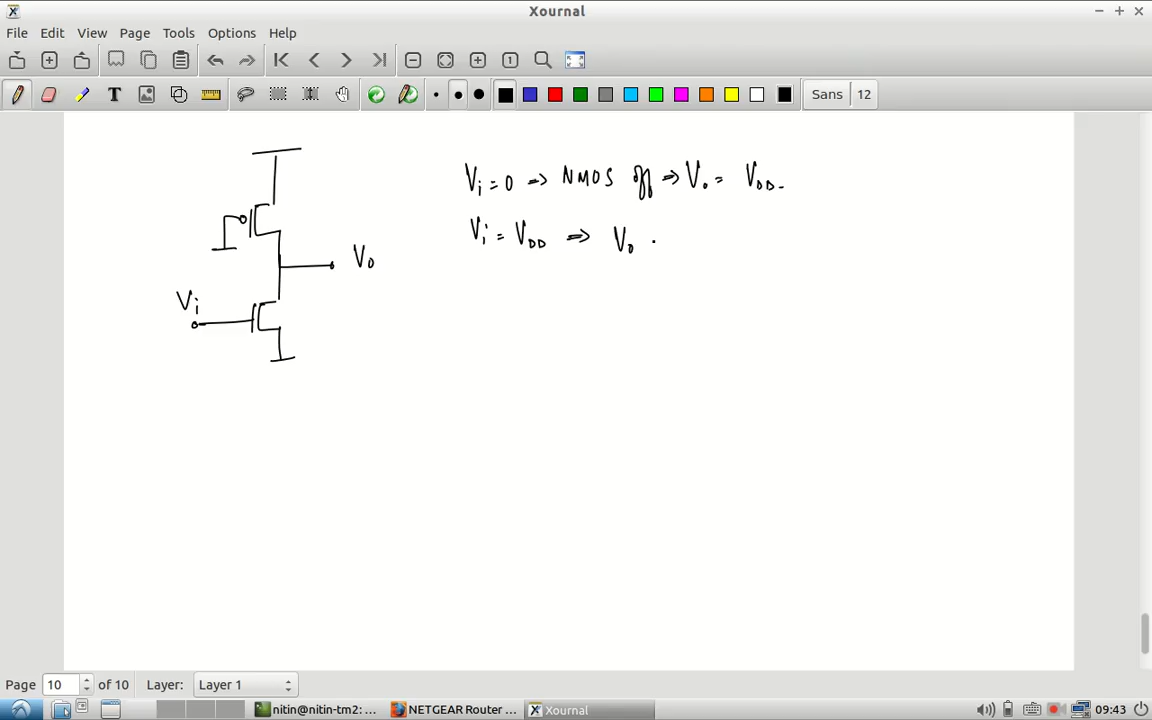 Xournal
File Edit View Page Tools Options Help
Sans 12
Vi = 0 ⇒ NMOS off ⇒ Vo = VDD.
Vi = VDD ⇒ Vo
Vo
Vi
Page 10 of 10 Layer: Layer 1
nitin@nitin-tm2: ... NETGEAR Router ... Xournal 09:43